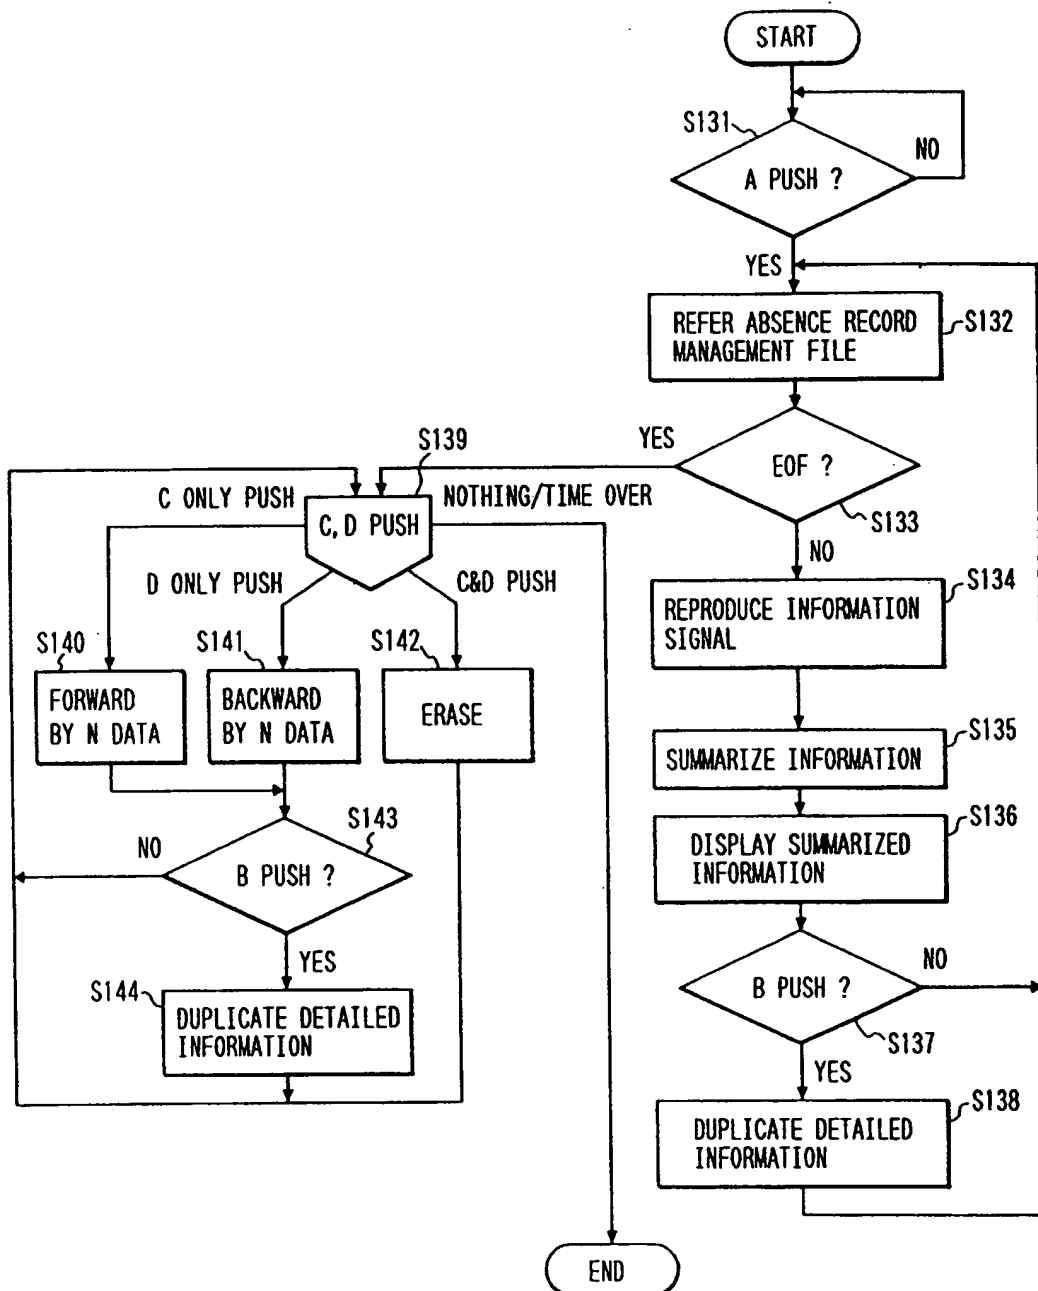 START
S131
NO
A PUSH ?
YES
REFER ABSENCE RECORD
MANAGEMENT FILE
S132
YES
EOF ?
S133
NO
S139
C ONLY PUSH
NOTHING/TIME OVER
C, D PUSH
D ONLY PUSH
C&D PUSH
S134
REPRODUCE INFORMATION
SIGNAL
S140
S141
S142
FORWARD
BY N DATA
BACKWARD
BY N DATA
ERASE
S135
SUMMARIZE INFORMATION
S136
DISPLAY SUMMARIZED
INFORMATION
S143
NO
B PUSH ?
YES
NO
B PUSH ?
S137
YES
S144
DUPLICATE DETAILED
INFORMATION
S138
DUPLICATE DETAILED
INFORMATION
END